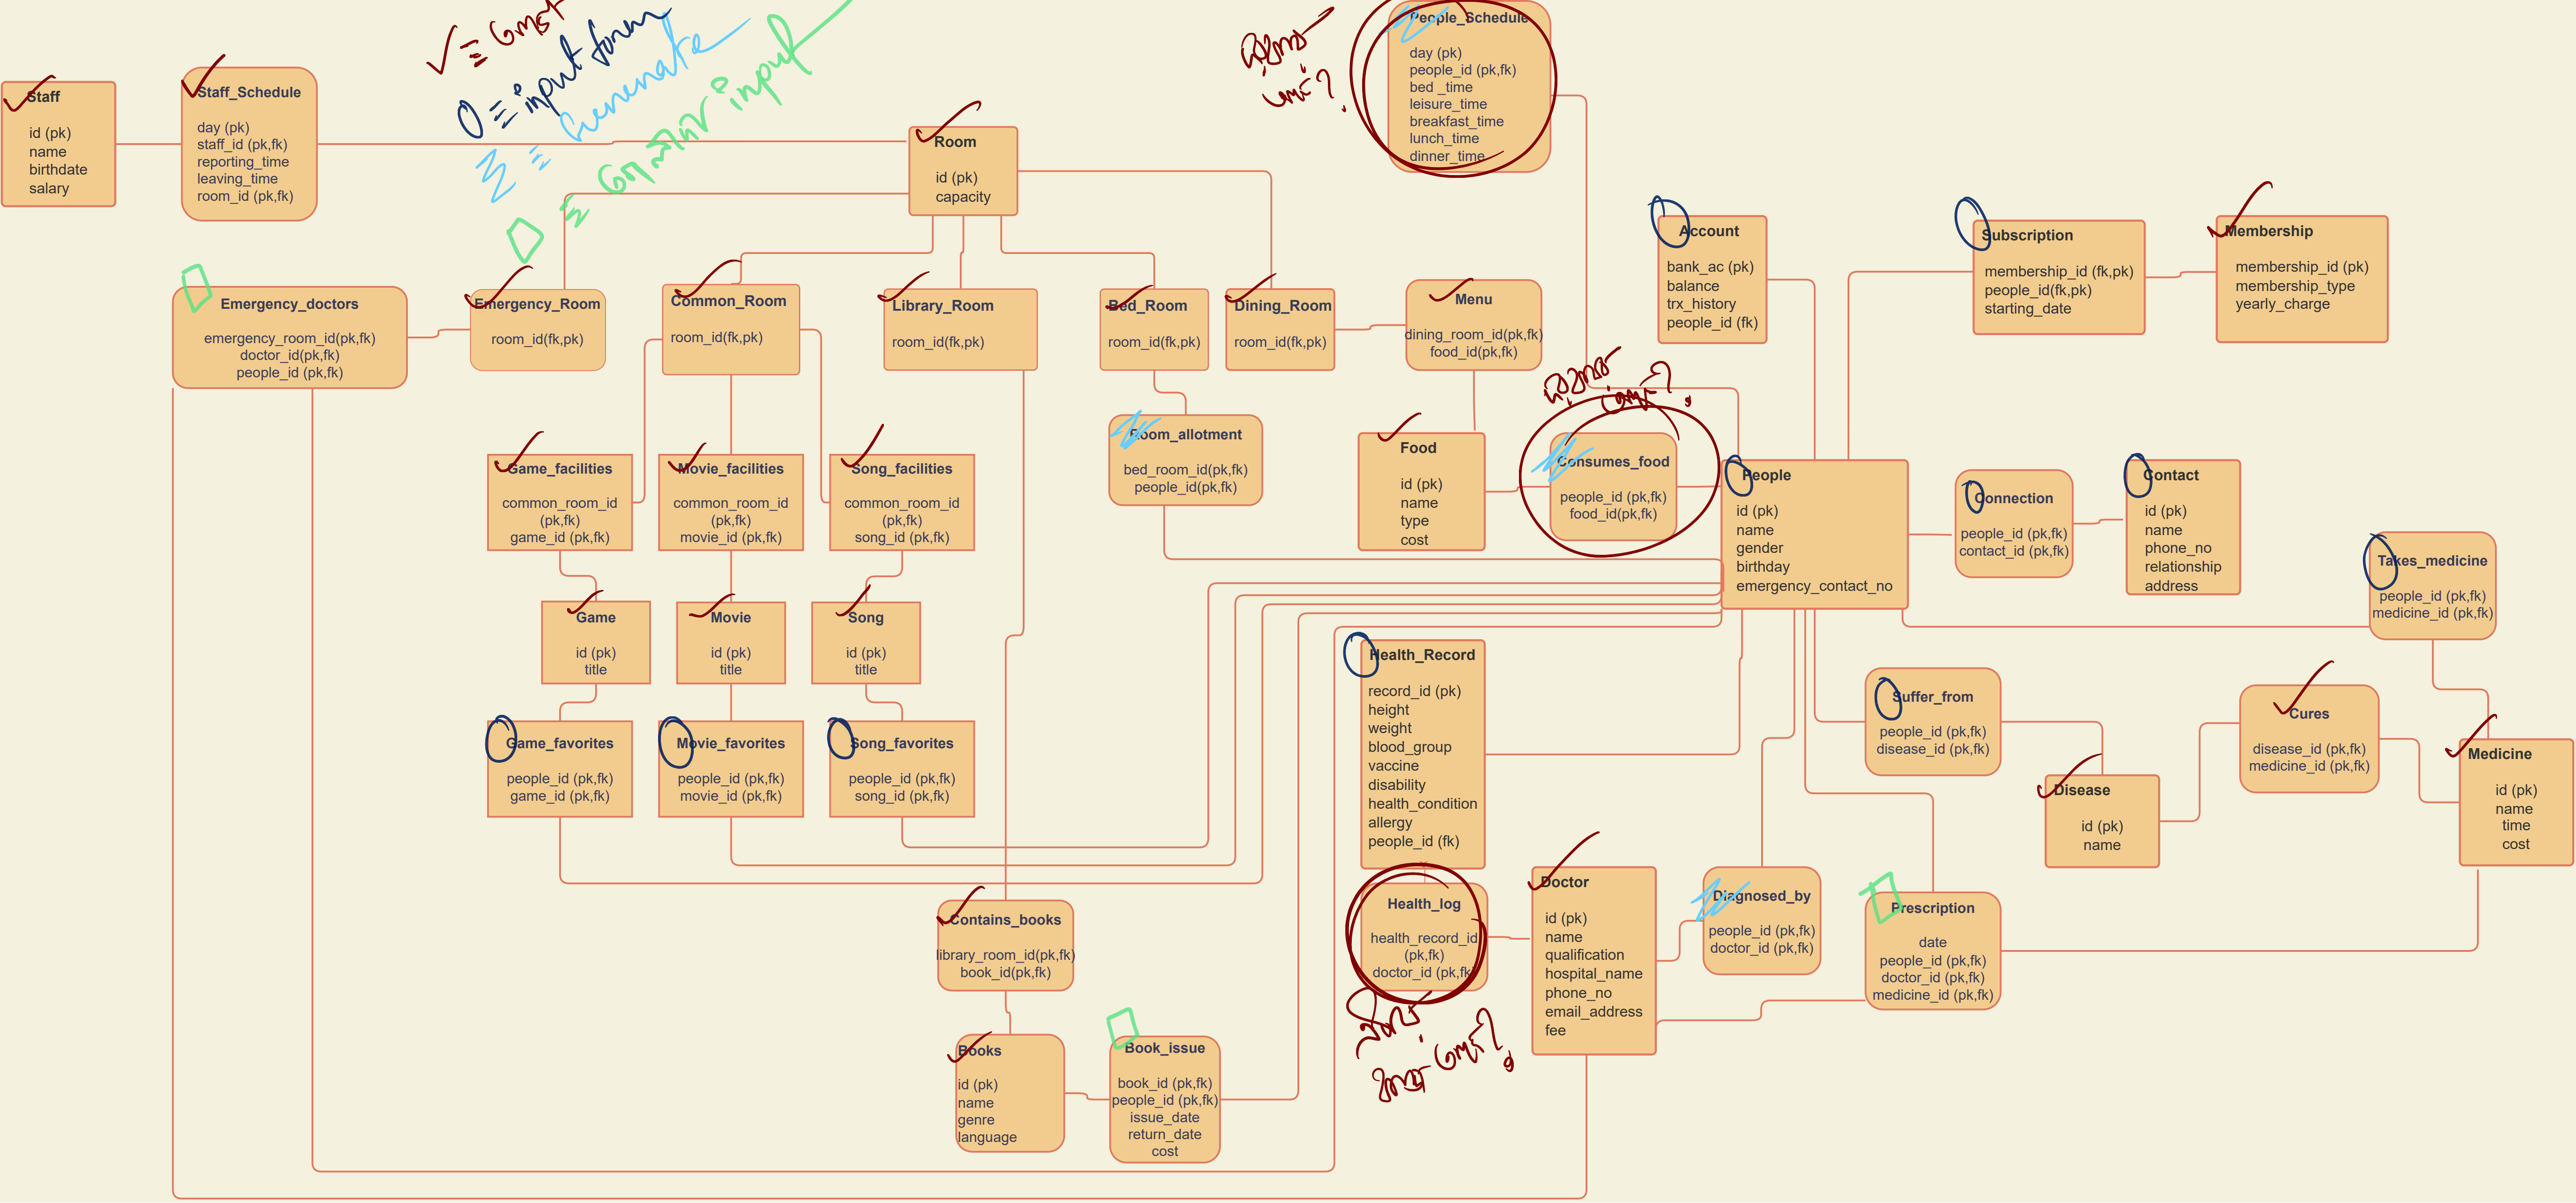 People_Schedule
day (pk)
people_id (pk,fk)
bed _time
leisure_time
breakfast_time
lunch_time
dinner_time
Staff
id (pk)
name
birthdate
salary
Staff_Schedule
day (pk)
staff_id (pk,fk)
reporting_time
leaving_time
room_id (pk,fk)
✓ ≡
0 ≡ input form
≡ Generate
◇ ≡ input
Room
id (pk)
capacity
Account
bank_ac (pk)
balance
trx_history
people_id (fk)
Subscription
membership_id (fk,pk)
people_id(fk,pk)
starting_date
Membership
membership_id (pk)
membership_type
yearly_charge
Emergency_doctors
emergency_room_id(pk,fk)
doctor_id(pk,fk)
people_id (pk,fk)
Emergency_Room
room_id(fk,pk)
Common_Room
room_id(fk,pk)
Library_Room
room_id(fk,pk)
Bed_Room
room_id(fk,pk)
Dining_Room
room_id(fk,pk)
Menu
dining_room_id(pk,fk)
food_id(pk,fk)
Room_allotment
bed_room_id(pk,fk)
people_id(pk,fk)
Food
id (pk)
name
type
cost
Consumes_food
people_id (pk,fk)
food_id(pk,fk)
People
id (pk)
name
gender
birthday
emergency_contact_no
Connection
people_id (pk,fk)
contact_id (pk,fk)
Contact
id (pk)
name
phone_no
relationship
address
Takes_medicine
people_id (pk,fk)
medicine_id (pk,fk)
Game_facilities
common_room_id
(pk,fk)
game_id (pk,fk)
Movie_facilities
common_room_id
(pk,fk)
movie_id (pk,fk)
Song_facilities
common_room_id
(pk,fk)
song_id (pk,fk)
Game
id (pk)
title
Movie
id (pk)
title
Song
id (pk)
title
Game_favorites
people_id (pk,fk)
game_id (pk,fk)
Movie_favorites
people_id (pk,fk)
movie_id (pk,fk)
Song_favorites
people_id (pk,fk)
song_id (pk,fk)
Health_Record
record_id (pk)
height
weight
blood_group
vaccine
disability
health_condition
allergy
people_id (fk)
Suffer_from
people_id (pk,fk)
disease_id (pk,fk)
Cures
disease_id (pk,fk)
medicine_id (pk,fk)
Disease
id (pk)
name
Medicine
id (pk)
name
time
cost
Health_log
health_record_id
(pk,fk)
doctor_id (pk,fk)
Doctor
id (pk)
name
qualification
hospital_name
phone_no
email_address
fee
Diagnosed_by
people_id (pk,fk)
doctor_id (pk,fk)
Prescription
date
people_id (pk,fk)
doctor_id (pk,fk)
medicine_id (pk,fk)
Contains_books
library_room_id(pk,fk)
book_id(pk,fk)
Books
id (pk)
name
genre
language
Book_issue
book_id (pk,fk)
people_id (pk,fk)
issue_date
return_date
cost